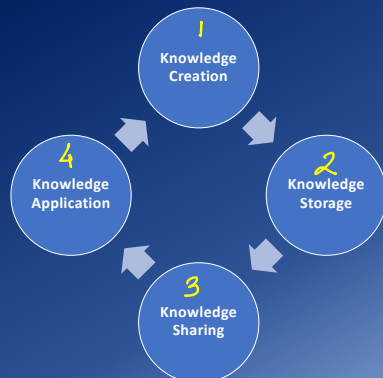 1
Knowledge
Creation
2
Knowledge
Storage
3
Knowledge
Sharing
4
Knowledge
Application